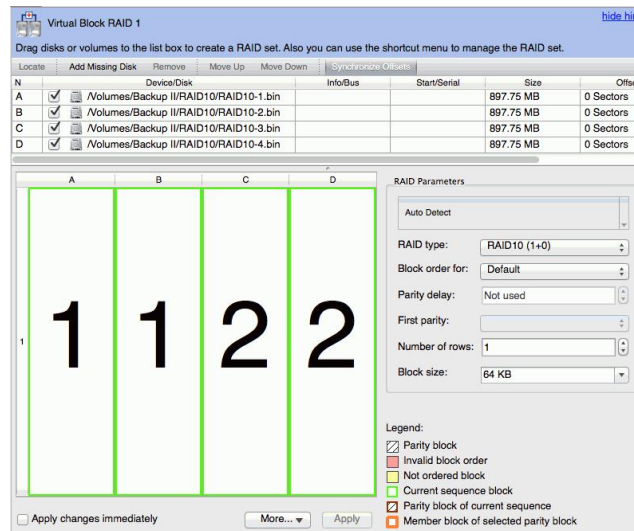 Virtual Block RAID 1
hide hi
Drag disks or volumes to the list box to create a RAID set. Also you can use the shortcut menu to manage the RAID set.
Locate Add Missing Disk Remove Move Up Move Down Synchronize Offsets
N Device/Disk Info/Bus Start/Serial Size Offs
A /Volumes/Backup II/RAID10/RAID10-1.bin 897.75 MB 0 Sectors
B /Volumes/Backup II/RAID10/RAID10-2.bin 897.75 MB 0 Sectors
C /Volumes/Backup II/RAID10/RAID10-3.bin 897.75 MB 0 Sectors
D /Volumes/Backup II/RAID10/RAID10-4.bin 897.75 MB 0 Sectors
A B C D
1 1 1 2 2
RAID Parameters
Auto Detect
RAID type: RAID10 (1+0)
Block order for: Default
Parity delay: Not used
First parity:
Number of rows: 1
Block size: 64 KB
Legend:
Parity block
Invalid block order
Not ordered block
Current sequence block
Parity block of current sequence
Member block of selected parity block
Apply changes immediately More... Apply